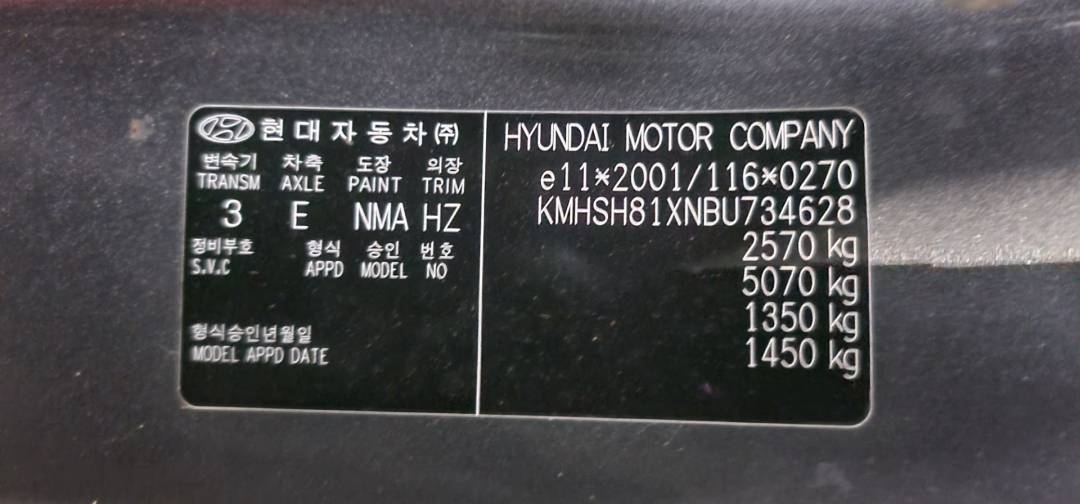 현대자동차(주)
변속기 차축 도장 의장
TRANSM AXLE PAINT TRIM
3 E NMA HZ
정비부호 형식 승인 번호
S.V.C APPD MODEL NO
형식승인년월일
MODEL APPD DATE
HYUNDAI MOTOR COMPANY
e11*2001/116*0270
KMHSH81XNBU734628
2570 kg
5070 kg
1350 kg
1450 kg